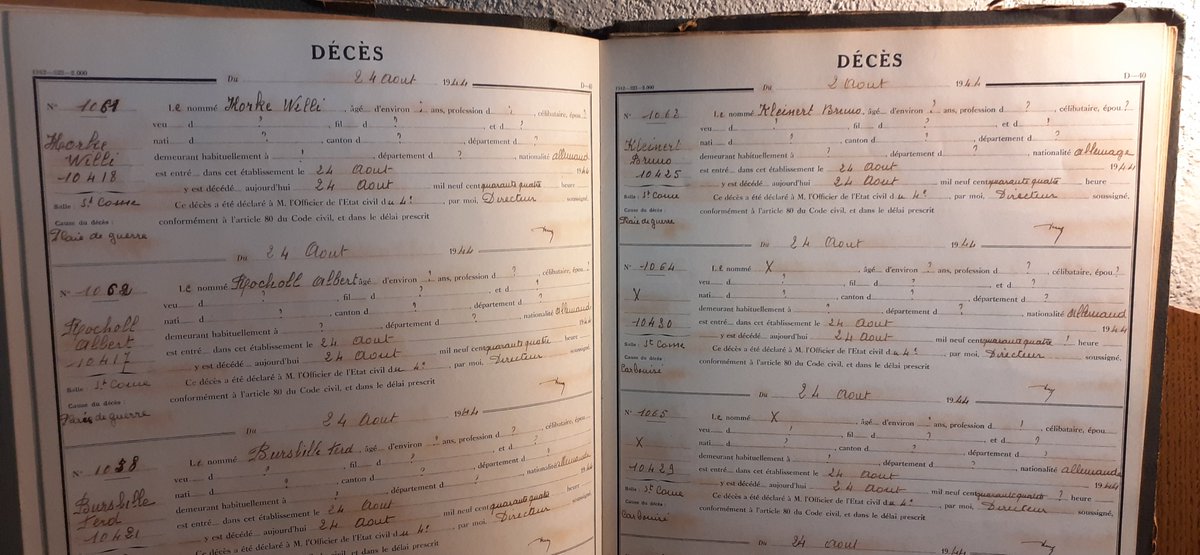 DÉCÈS
Du 24 Aout 1944
D—40
N° 1061 Le nommé Horke Willi, âgé... d'environ ? ans, profession d ?, célibataire, épou ?
veu d ?, fil d ?, et d ?
Horke nati d ?, canton d ?, département d ?
Willi demeurant habituellement à ?, département d ?, nationalité allemand
10418 est entré... dans cet établissement le 24 Aout 1944
y est décédé... aujourd'hui 24 Aout mil neuf cent quarante quatre heure
Salle : St Come Ce décès a été déclaré à M. l'Officier de l'Etat civil du 4e, par moi, Directeur soussigné,
Cause du décès : conformément à l'article 80 du Code civil, et dans le délai prescrit
Plaie de guerre
Du 24 Aout 1944
N° 1062 Le nommé Rocholl Albert, âgé d'environ ? ans, profession d ?, célibataire, épou ?
veu d ?, fil d ?, et d ?
Rocholl nati d ?, canton d ?, département d ?
Albert demeurant habituellement à ?, département d ?, nationalité allemand
10417 est entré... dans cet établissement le 24 Aout 1944
y est décédé... aujourd'hui 24 Aout mil neuf cent quarante quatre heure
Salle : St Come Ce décès a été déclaré à M. l'Officier de l'Etat civil du 4e, par moi, Directeur soussigné,
Cause du décès : conformément à l'article 80 du Code civil, et dans le délai prescrit
Plaie de guerre
Du 24 Aout 1944
N° Le nommé Bursbille Ferd, âgé... d'environ ? ans, profession d ?, célibataire, épou
veu d ?, fil d ?, et d ?
Bursbille nati d ?, canton d ?, département d ?
Ferd demeurant habituellement à ?, département d ?, nationalité allemande
10421 est entré... dans cet établissement le 24 Aout 1944
y est décédé... aujourd'hui 24 Aout mil neuf cent quarante quatre heure
Ce décès a été déclaré à M. l'Officier de l'Etat civil du 4e, par moi, Directeur soussigné,
DÉCÈS
Du 2 Aout 1944
D—40
N° 1062 Le nommé Kleinert Bruno, âgé... d'environ ? ans, profession d ?, célibataire, épou ?
veu d ?, fil d ?, et d ?
Kleinert nati d ?, canton d ?, département d ?
Bruno demeurant habituellement à ?, département d ?, nationalité allemage
10425 est entré... dans cet établissement le 24 Aout 1944
y est décédé... aujourd'hui 24 Aout mil neuf cent quarante quatre heure
Salle : St Come Ce décès a été déclaré à M. l'Officier de l'Etat civil du 4e, par moi, Directeur soussigné,
Cause du décès : conformément à l'article 80 du Code civil, et dans le délai prescrit
Plaie de guerre
Du 24 Aout 1944
N° 1064 Le nommé X, âgé d'environ ? ans, profession d ?, célibataire, épou ?
veu d ?, fil d ?, et d ?
X nati d ?, canton d ?, département d ?
demeurant habituellement à ?, département d ?, nationalité allemand
10430 est entré... dans cet établissement le 24 Aout 1944
y est décédé... aujourd'hui 24 Aout mil neuf cent quarante quatre ! heure
Salle : St Come Ce décès a été déclaré à M. l'Officier de l'Etat civil du 4e, par moi, Directeur soussigné,
Cause du décès : conformément à l'article 80 du Code civil, et dans le délai prescrit
Carbonisé
Du 24 Aout 1944
N° 1065 Le nommé X, âgé... d'environ ? ans, profession d !, célibataire, épou
veu d ?, fil d ?, et d ?
X nati d ?, canton d ?, département d ?
demeurant habituellement à ?, département d ?, nationalité allemande
10429 est entré... dans cet établissement le 24 Aout 1944
y est décédé... aujourd'hui 24 Aout mil neuf cent quarante quatre ?, heure
Salle : St Come Ce décès a été déclaré à M. l'Officier de l'Etat civil du 4e, par moi, Directeur soussigné,
Cause du décès : conformément à l'article 80 du Code civil, et dans le délai prescrit
Carbonisé
Du 24 Aout 1944